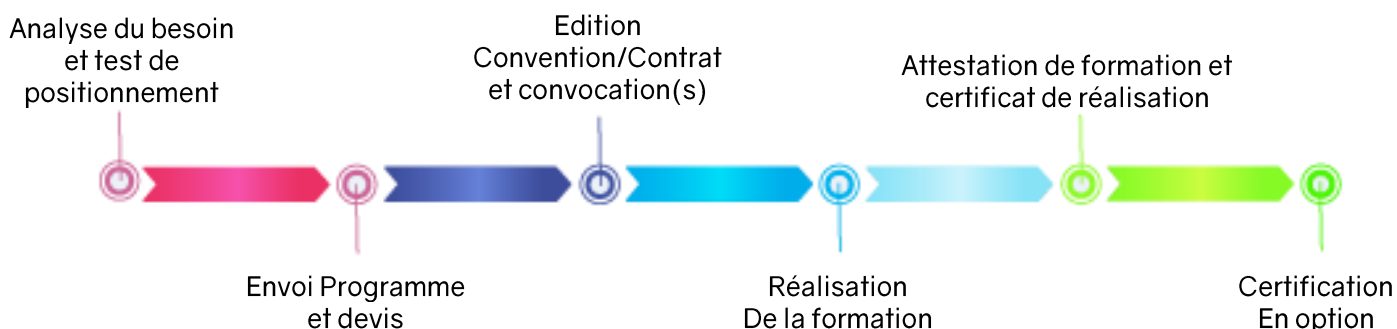 Analyse du besoin
et test de
positionnement
Envoi Programme
et devis
Edition
Convention/Contrat
et convocation(s)
Réalisation
De la formation
Attestation de formation et
certificat de réalisation
Certification
En option